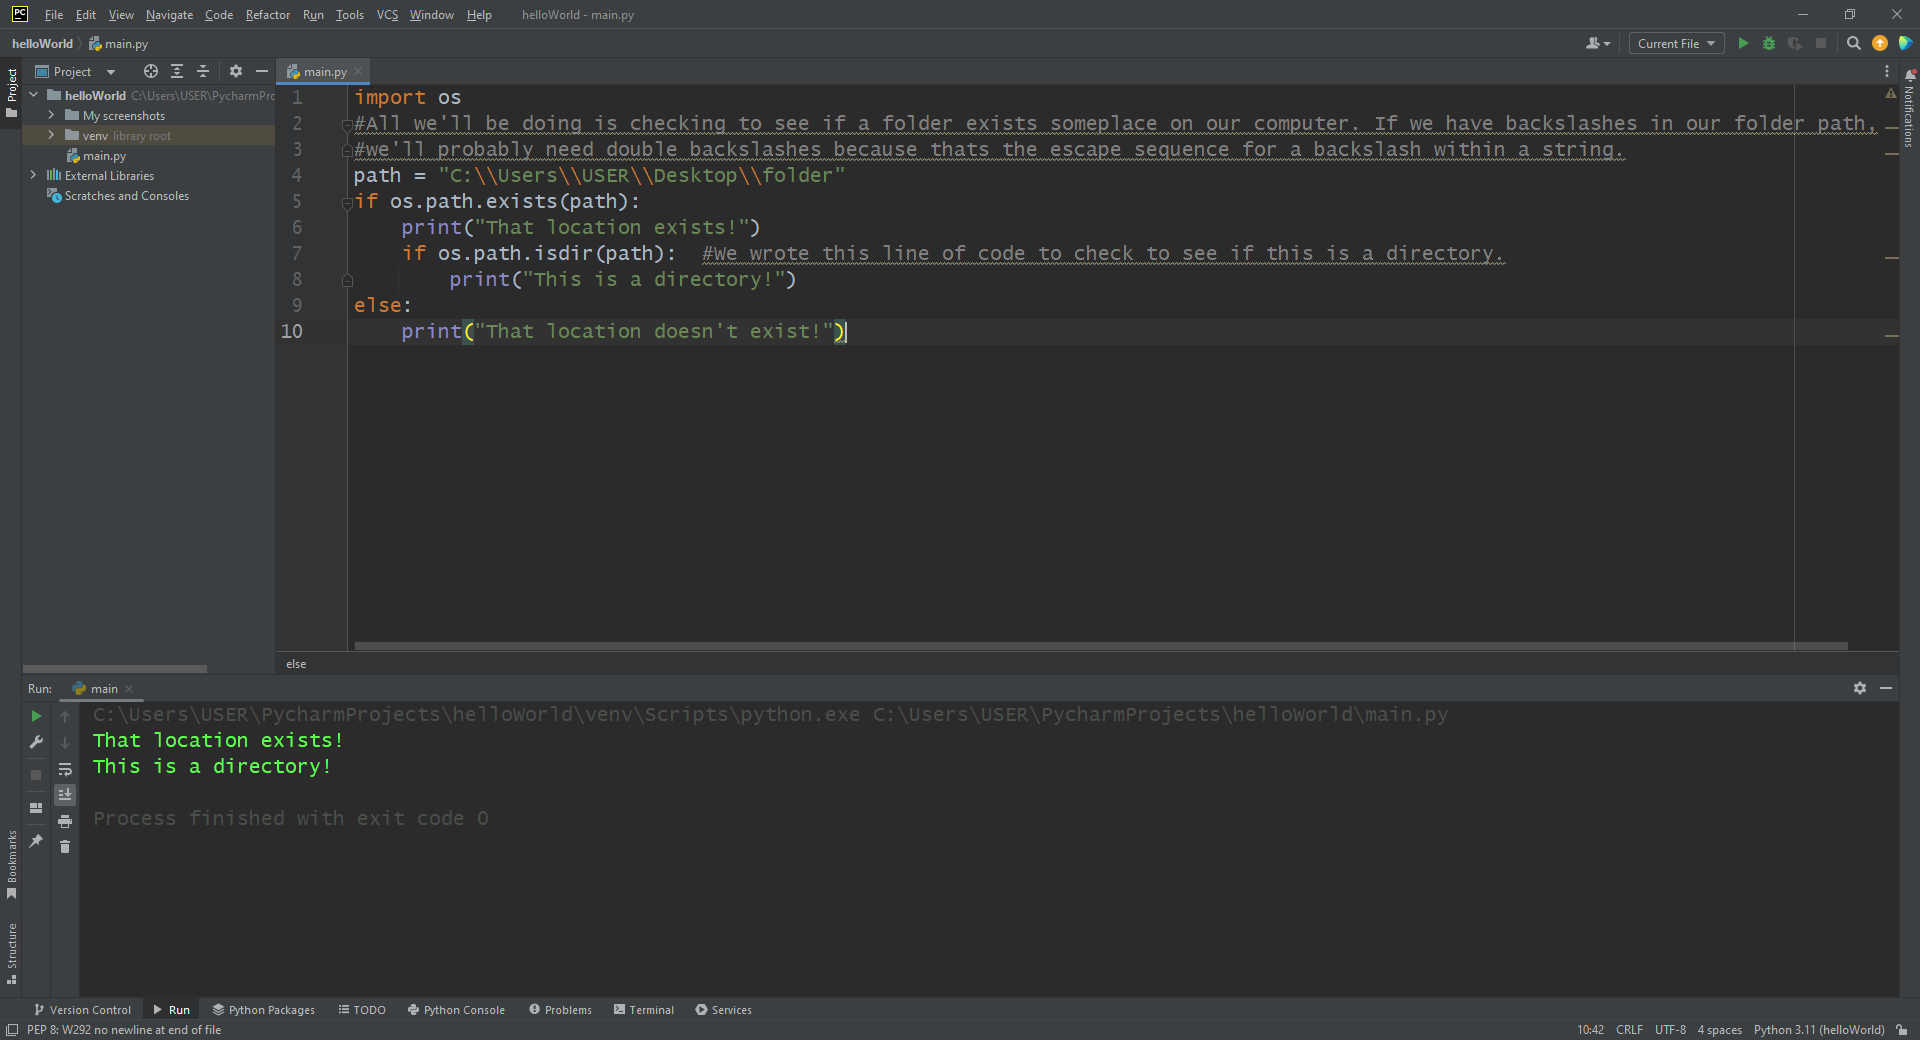 PC File Edit View Navigate Code Refactor Run Tools VCS Window Help helloWorld - main.py
helloWorld main.py Current File
Project
Project
main.py
helloWorld C:\Users\USER\PycharmPro
My screenshots
venv library root
main.py
External Libraries
Scratches and Consoles
1 import os
2 #All we'll be doing is checking to see if a folder exists someplace on our computer. If we have backslashes in our folder path,
3 #we'll probably need double backslashes because thats the escape sequence for a backslash within a string.
4 path = "C:\\Users\\USER\\Desktop\\folder"
5 if os.path.exists(path):
6 print("That location exists!")
7 if os.path.isdir(path): #We wrote this line of code to check to see if this is a directory.
8 print("This is a directory!")
9 else:
10 print("That location doesn't exist!")
else
Notifications
Run: main
C:\Users\USER\PycharmProjects\helloWorld\venv\Scripts\python.exe C:\Users\USER\PycharmProjects\helloWorld\main.py
That location exists!
This is a directory!
Process finished with exit code 0
Bookmarks
Structure
Version Control Run Python Packages TODO Python Console Problems Terminal Services
PEP 8: W292 no newline at end of file 10:42 CRLF UTF-8 4 spaces Python 3.11 (helloWorld)